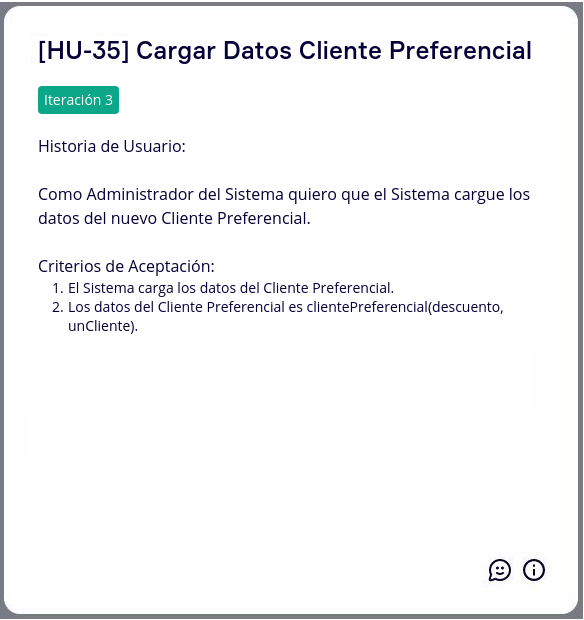 [HU-35] Cargar Datos Cliente Preferencial
Iteración 3
Historia de Usuario:
Como Administrador del Sistema quiero que el Sistema cargue los
datos del nuevo Cliente Preferencial.
Criterios de Aceptación:
1. El Sistema carga los datos del Cliente Preferencial.
2. Los datos del Cliente Preferencial es clientePreferencial(descuento,
unCliente).